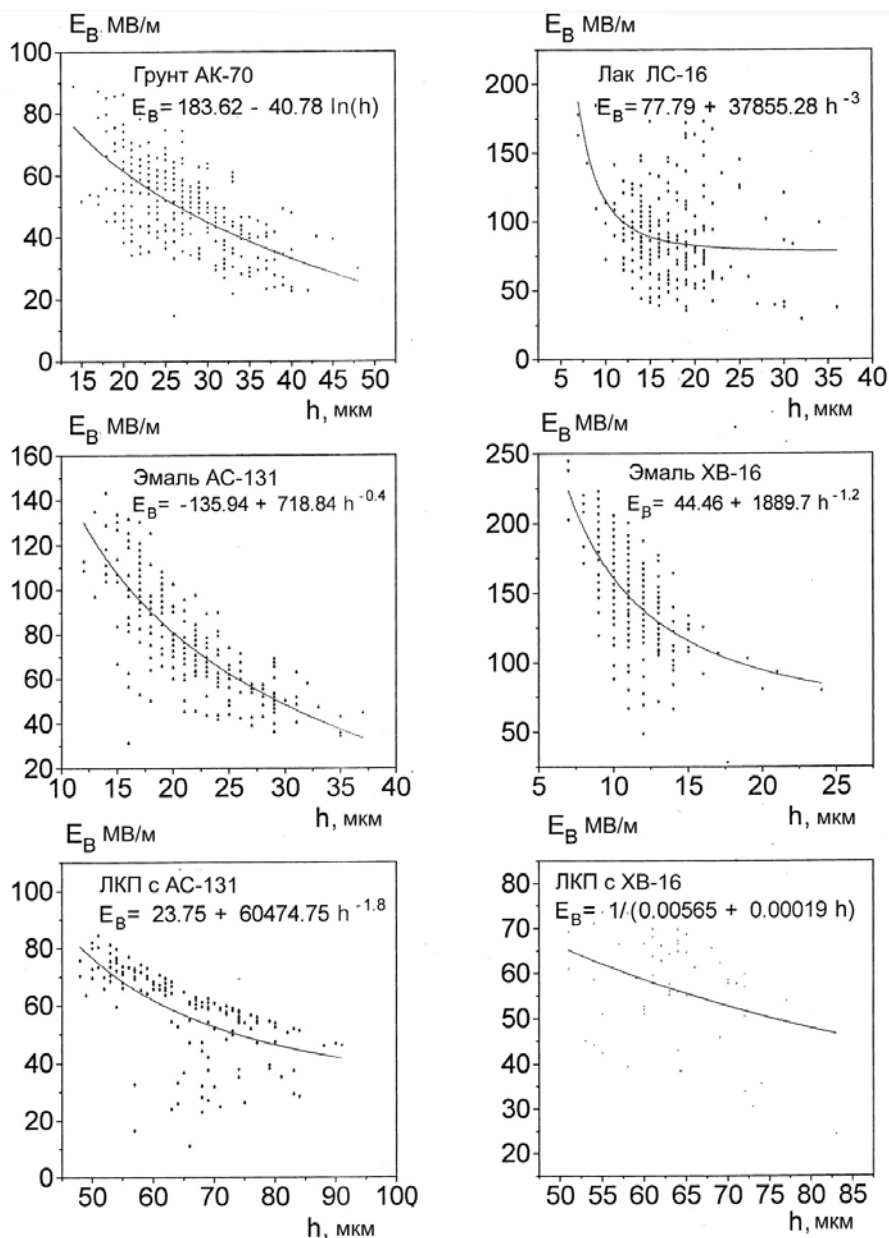 E_B МВ/м
100
80
60
40
20
0
Грунт АК-70
E_B = 183.62 - 40.78 ln(h)
15 20 25 30 35 40 45 50
h, мкм
E_B МВ/м
200
150
100
50
0
Лак ЛС-16
E_B = 77.79 + 37855.28 h^-3
5 10 15 20 25 30 35 40
h, мкм
E_B МВ/м
160
140
120
100
80
60
40
20
Эмаль АС-131
E_B = -135.94 + 718.84 h^-0.4
10 20 30 40
h, мкм
E_B МВ/м
250
200
150
100
50
Эмаль ХВ-16
E_B = 44.46 + 1889.7 h^-1.2
5 10 15 20 25
h, мкм
E_B МВ/м
100
80
60
40
20
0
ЛКП с АС-131
E_B = 23.75 + 60474.75 h^-1.8
50 60 70 80 90 100
h, мкм
E_B МВ/м
80
70
60
50
40
30
20
ЛКП с ХВ-16
E_B = 1/(0.00565 + 0.00019 h)
50 55 60 65 70 75 80 85
h, мкм